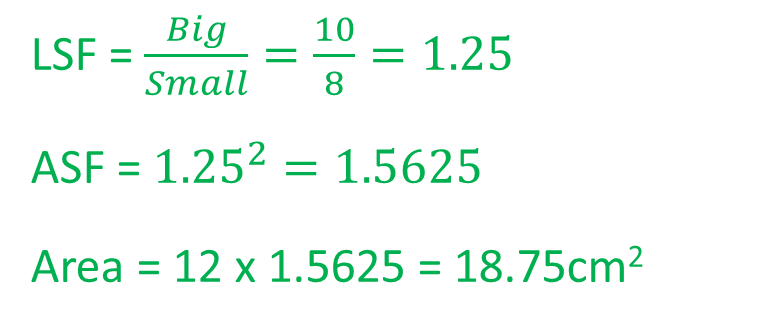 LSF = Big/Small = 10/8 = 1.25
ASF = 1.25² = 1.5625
Area = 12 x 1.5625 = 18.75cm²